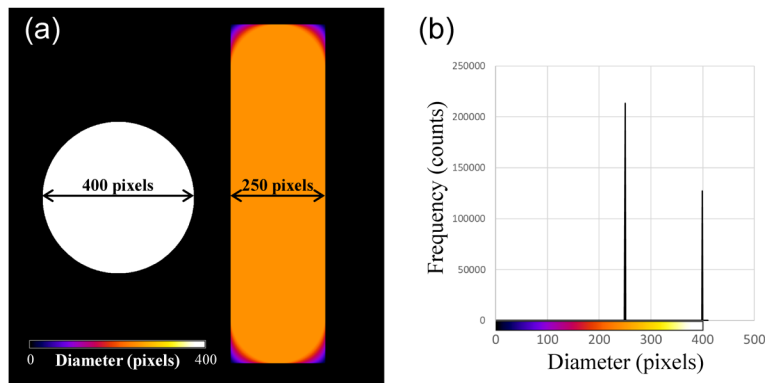 (a)
400 pixels
250 pixels
0
Diameter (pixels)
400
(b)
Frequency (counts)
250000
200000
150000
100000
50000
0
0 100 200 300 400 500
Diameter (pixels)